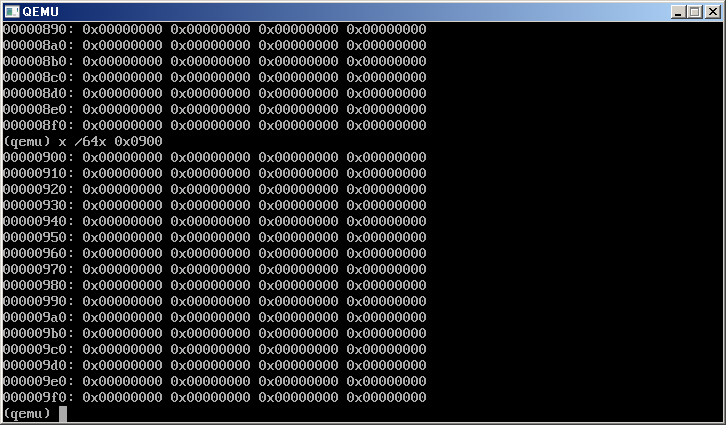 QEMU
00000890: 0x00000000 0x00000000 0x00000000 0x00000000
000008a0: 0x00000000 0x00000000 0x00000000 0x00000000
000008b0: 0x00000000 0x00000000 0x00000000 0x00000000
000008c0: 0x00000000 0x00000000 0x00000000 0x00000000
000008d0: 0x00000000 0x00000000 0x00000000 0x00000000
000008e0: 0x00000000 0x00000000 0x00000000 0x00000000
000008f0: 0x00000000 0x00000000 0x00000000 0x00000000
(qemu) x /64x 0x0900
00000900: 0x00000000 0x00000000 0x00000000 0x00000000
00000910: 0x00000000 0x00000000 0x00000000 0x00000000
00000920: 0x00000000 0x00000000 0x00000000 0x00000000
00000930: 0x00000000 0x00000000 0x00000000 0x00000000
00000940: 0x00000000 0x00000000 0x00000000 0x00000000
00000950: 0x00000000 0x00000000 0x00000000 0x00000000
00000960: 0x00000000 0x00000000 0x00000000 0x00000000
00000970: 0x00000000 0x00000000 0x00000000 0x00000000
00000980: 0x00000000 0x00000000 0x00000000 0x00000000
00000990: 0x00000000 0x00000000 0x00000000 0x00000000
000009a0: 0x00000000 0x00000000 0x00000000 0x00000000
000009b0: 0x00000000 0x00000000 0x00000000 0x00000000
000009c0: 0x00000000 0x00000000 0x00000000 0x00000000
000009d0: 0x00000000 0x00000000 0x00000000 0x00000000
000009e0: 0x00000000 0x00000000 0x00000000 0x00000000
000009f0: 0x00000000 0x00000000 0x00000000 0x00000000
(qemu)